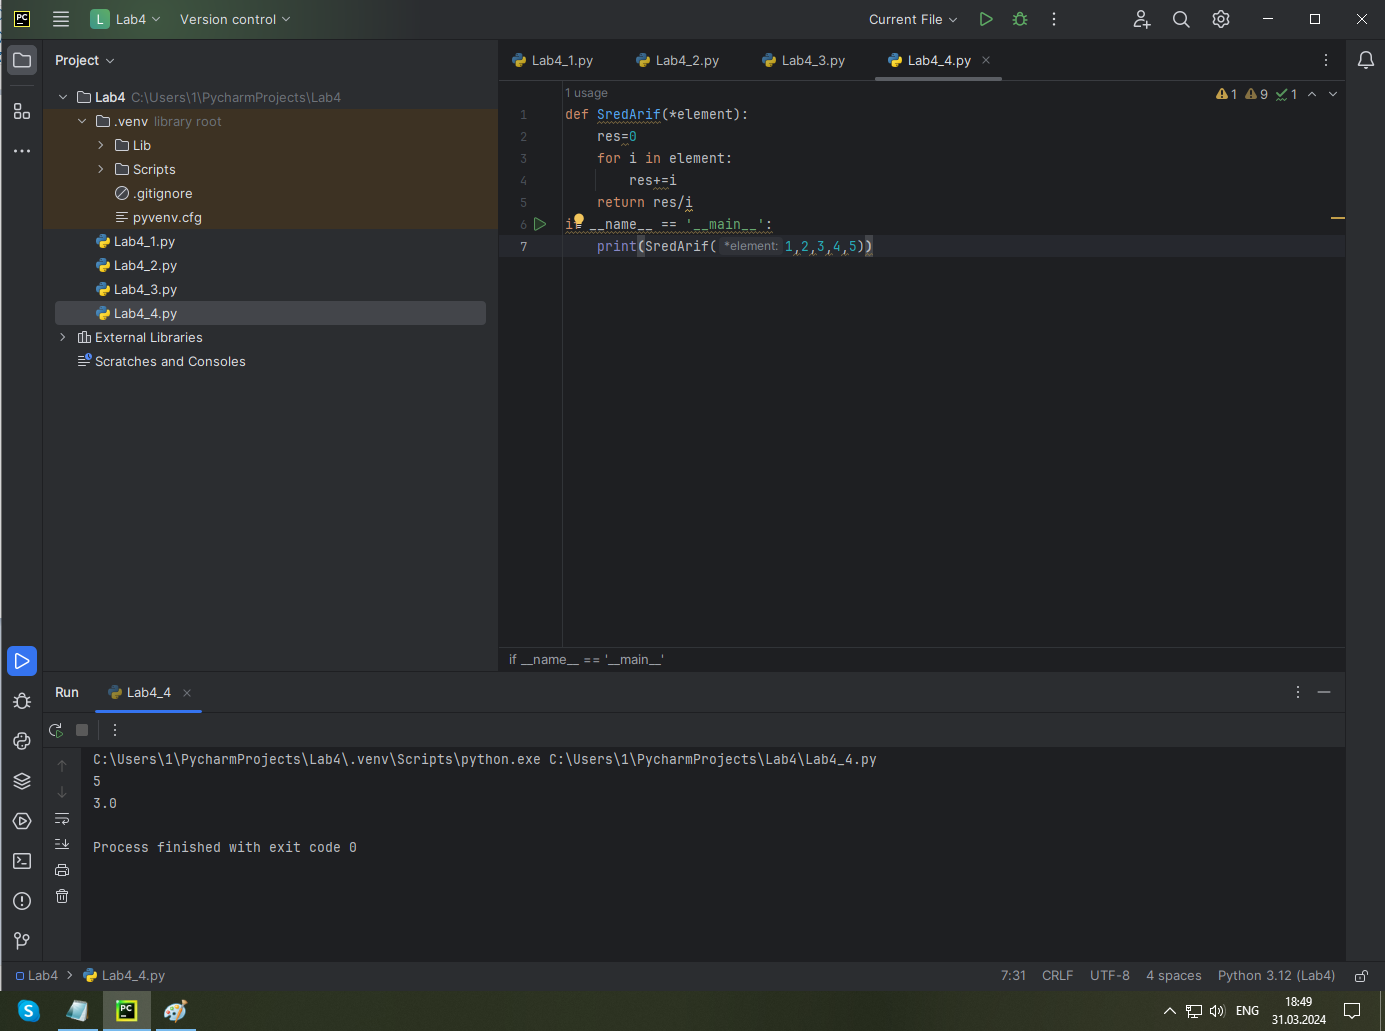 PC
L Lab4 Version control Current File
Project
Lab4_1.py Lab4_2.py Lab4_3.py Lab4_4.py
Lab4 C:\Users\1\PycharmProjects\Lab4
.venv library root
Lib
Scripts
.gitignore
pyvenv.cfg
Lab4_1.py
Lab4_2.py
Lab4_3.py
Lab4_4.py
External Libraries
Scratches and Consoles
1 usage
1 9 1
1 def SredArif(*element):
2 res=0
3 for i in element:
4 res+=i
5 return res/i
6 if __name__ == '__main__':
7 print(SredArif( *element: 1,2,3,4,5))
if __name__ == '__main__'
Run Lab4_4
C:\Users\1\PycharmProjects\Lab4\.venv\Scripts\python.exe C:\Users\1\PycharmProjects\Lab4\Lab4_4.py
5
3.0
Process finished with exit code 0
Lab4 > Lab4_4.py
7:31 CRLF UTF-8 4 spaces Python 3.12 (Lab4)
S
PC
ENG
18:49
31.03.2024